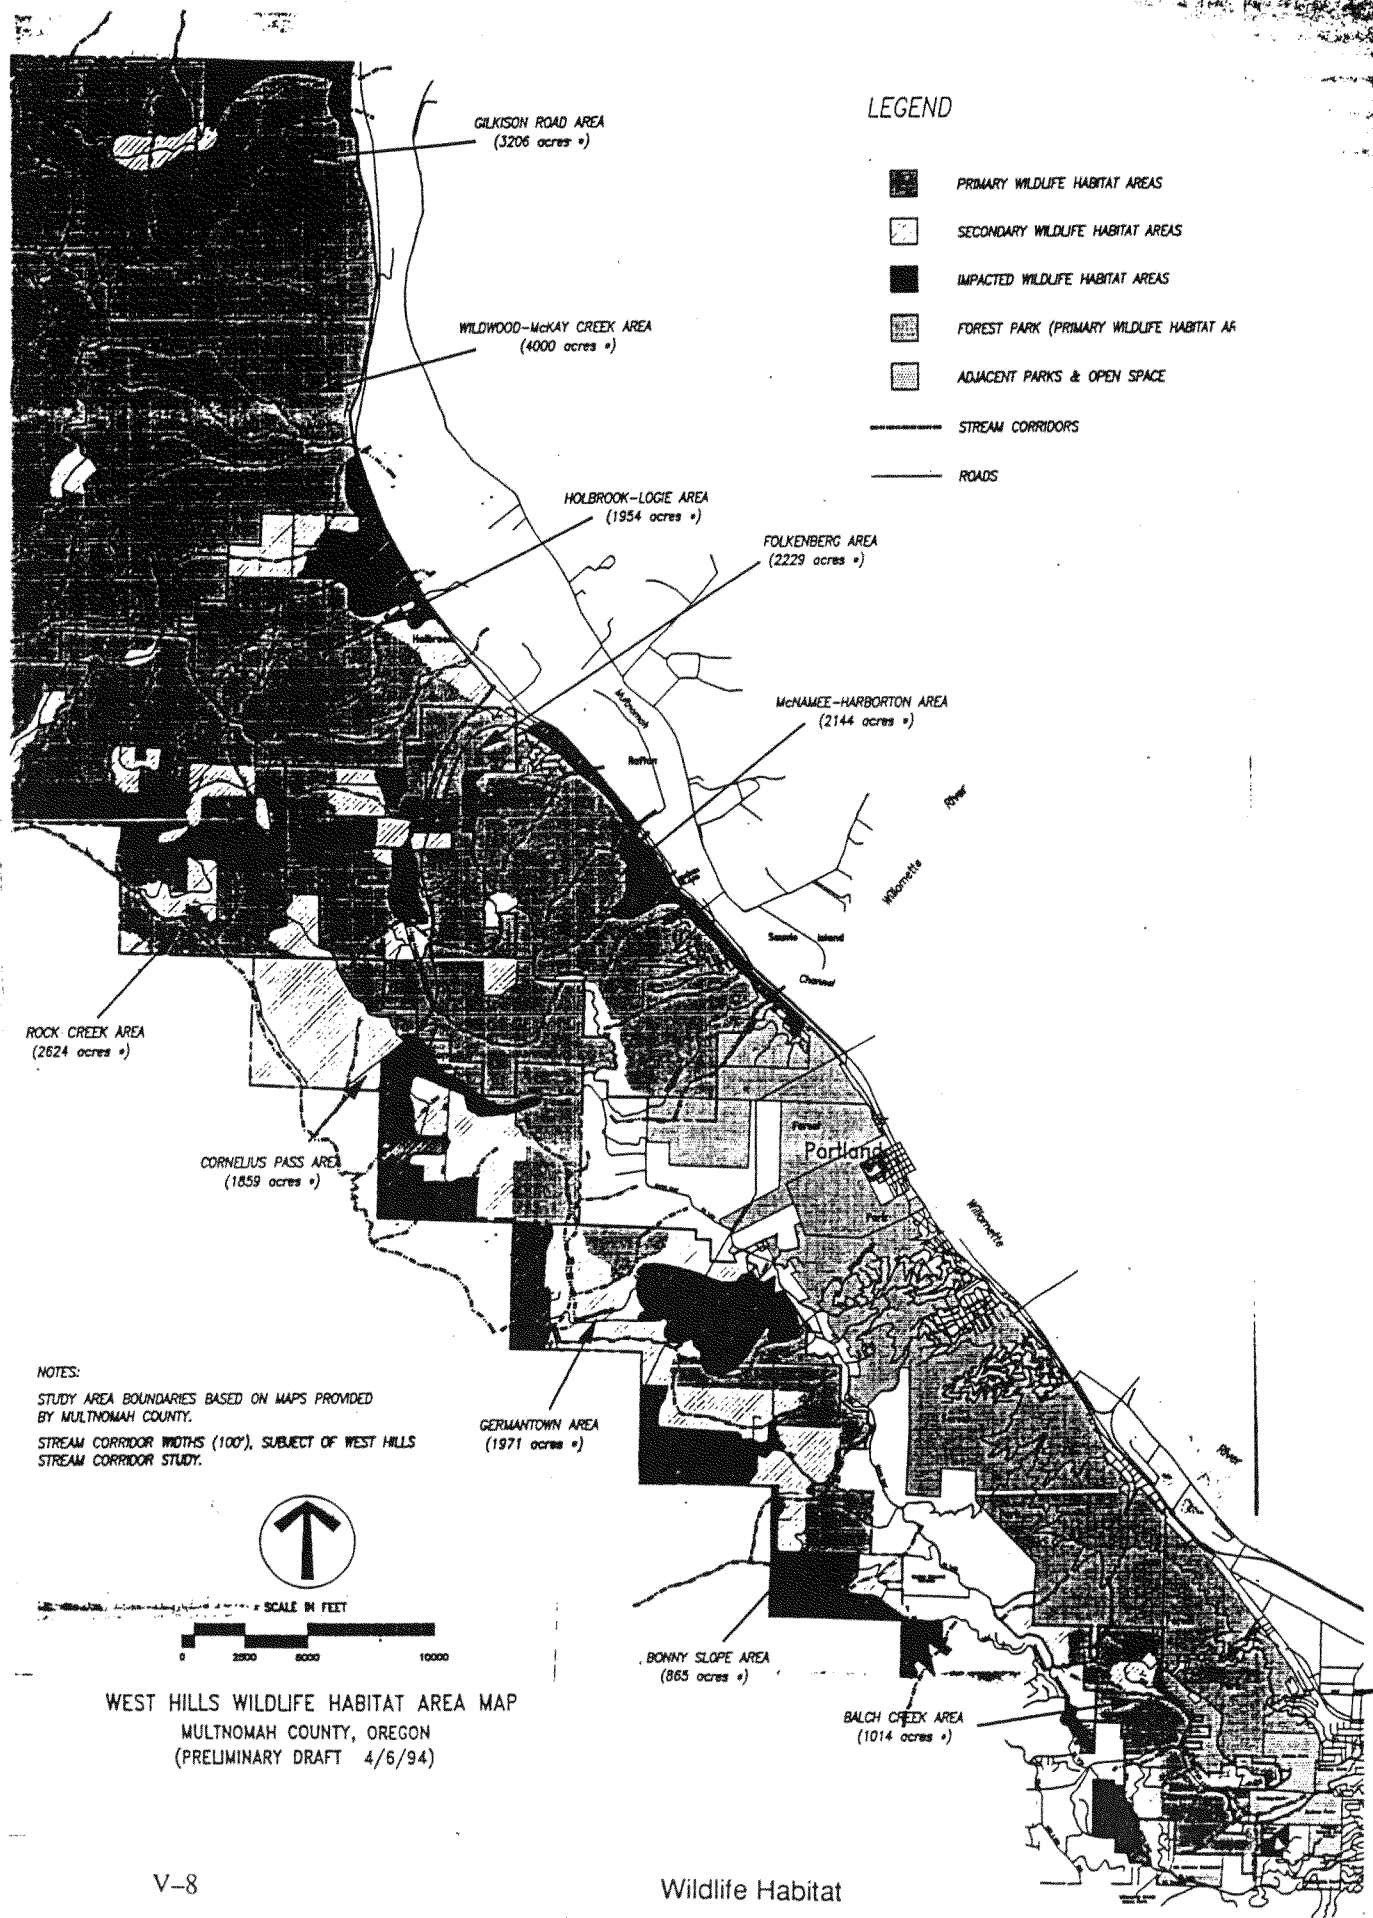 LEGEND
PRIMARY WILDLIFE HABITAT AREAS
SECONDARY WILDLIFE HABITAT AREAS
IMPACTED WILDLIFE HABITAT AREAS
FOREST PARK (PRIMARY WILDLIFE HABITAT AR
ADJACENT PARKS & OPEN SPACE
STREAM CORRIDORS
ROADS
GILKISON ROAD AREA
(3206 acres *)
WILDWOOD-McKAY CREEK AREA
(4000 acres *)
HOLBROOK-LOGIE AREA
(1954 acres *)
FOLKENBERG AREA
(2229 acres *)
Holbrook
McNAMEE-HARBORTON AREA
(2144 acres *)
Multnomah
River
Willamette
Sauvie Island
Channel
ROCK CREEK AREA
(2624 acres *)
Forest
Portland
CORNELIUS PASS AREA
(1859 acres *)
Park
Willamette
River
GERMANTOWN AREA
(1971 acres *)
NOTES:
STUDY AREA BOUNDARIES BASED ON MAPS PROVIDED
BY MULTNOMAH COUNTY.
STREAM CORRIDOR WIDTHS (100'), SUBJECT OF WEST HILLS
STREAM CORRIDOR STUDY.
SCALE IN FEET
0 2500 5000 10000
BONNY SLOPE AREA
(865 acres *)
BALCH CREEK AREA
(1014 acres *)
WEST HILLS WILDLIFE HABITAT AREA MAP
MULTNOMAH COUNTY, OREGON
(PRELIMINARY DRAFT 4/6/94)
V-8
Wildlife Habitat